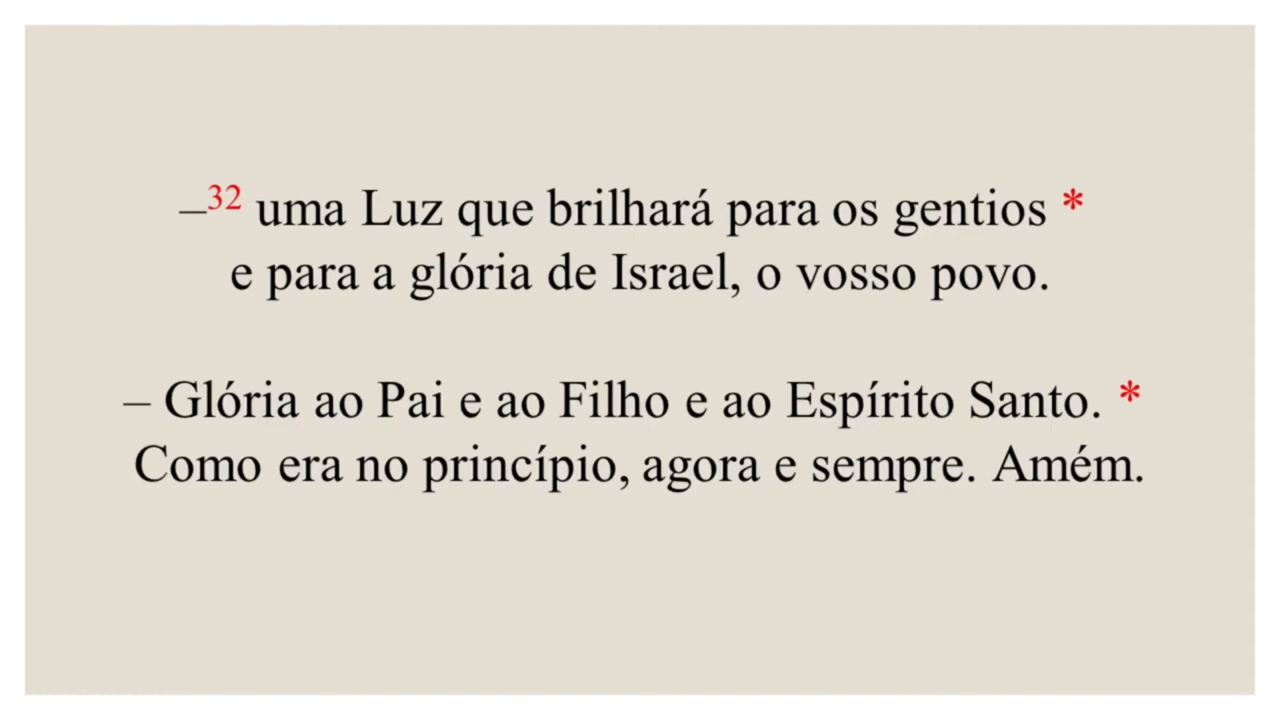 –32 uma Luz que brilhará para os gentios *
e para a glória de Israel, o vosso povo.
– Glória ao Pai e ao Filho e ao Espírito Santo. *
Como era no princípio, agora e sempre. Amém.